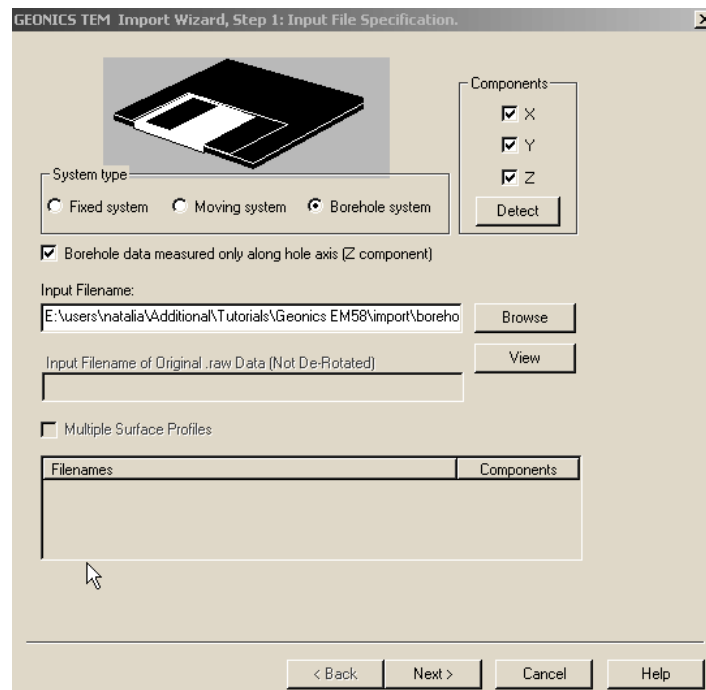 GEONICS TEM Import Wizard, Step 1: Input File Specification.
Components
X
Y
Z
Detect
System type
Fixed system Moving system Borehole system
Borehole data measured only along hole axis (Z component)
Input Filename:
E:\users\natalia\Additional\Tutorials\Geonics EM58\import\boreho
Browse
Input Filename of Original .raw Data (Not De-Rotated)
View
Multiple Surface Profiles
Filenames Components
< Back Next > Cancel Help